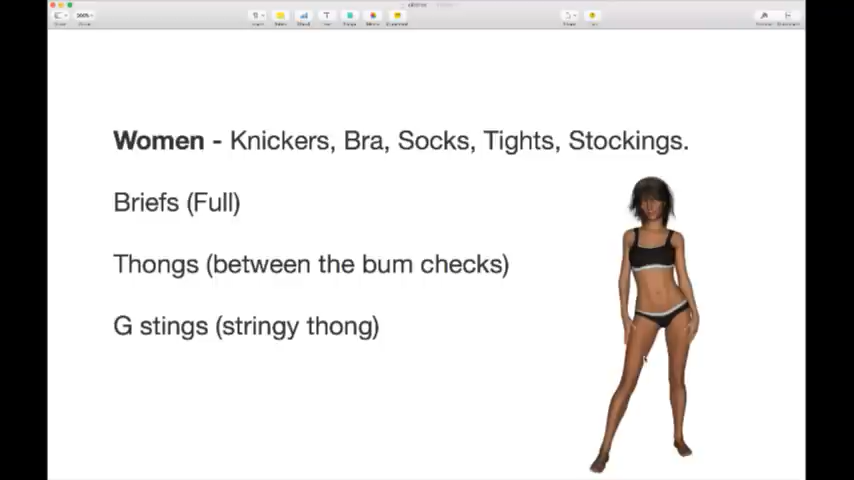 Women - Knickers, Bra, Socks, Tights, Stockings.
Briefs (Full)
Thongs (between the bum checks)
G stings (stringy thong)